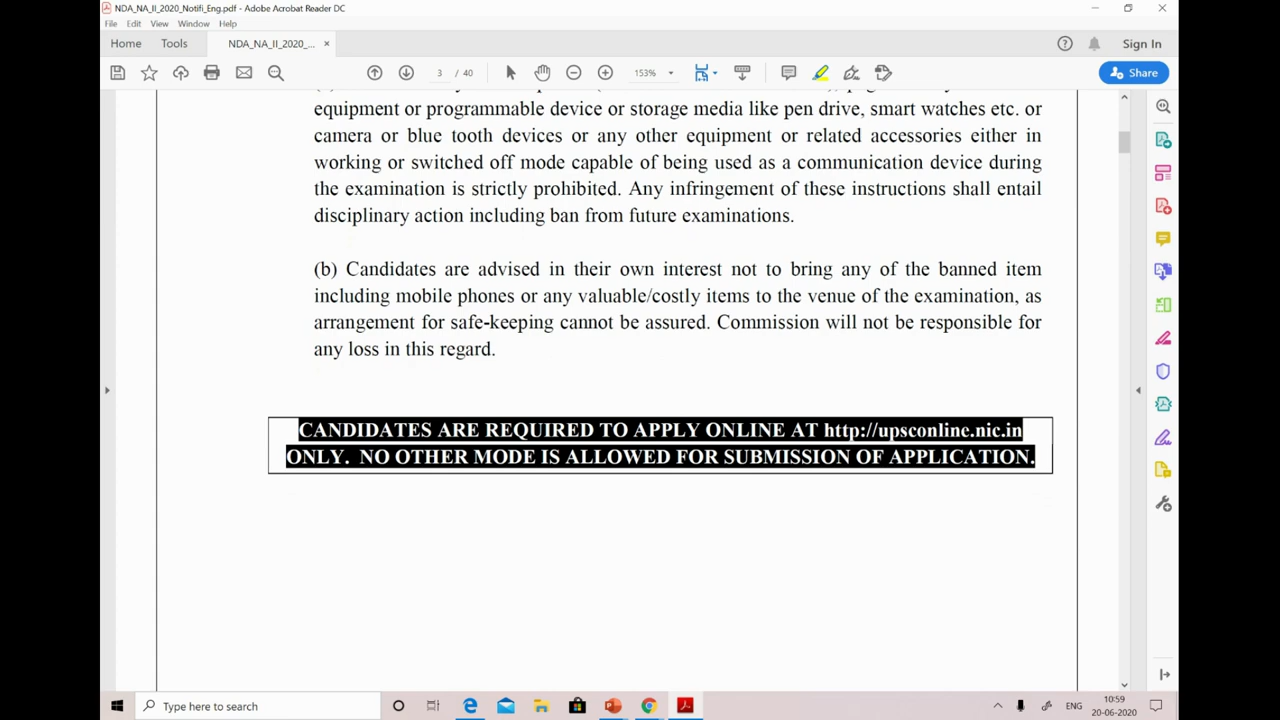 NDA_NA_II_2020_Notifi_Eng.pdf - Adobe Acrobat Reader DC
File Edit View Window Help
Home Tools NDA_NA_II_2020_... × Sign In
3 / 40 153% Share
equipment or programmable device or storage media like pen drive, smart watches etc. or
camera or blue tooth devices or any other equipment or related accessories either in
working or switched off mode capable of being used as a communication device during
the examination is strictly prohibited. Any infringement of these instructions shall entail
disciplinary action including ban from future examinations.
(b) Candidates are advised in their own interest not to bring any of the banned item
including mobile phones or any valuable/costly items to the venue of the examination, as
arrangement for safe-keeping cannot be assured. Commission will not be responsible for
any loss in this regard.
CANDIDATES ARE REQUIRED TO APPLY ONLINE AT http://upsconline.nic.in
ONLY. NO OTHER MODE IS ALLOWED FOR SUBMISSION OF APPLICATION.
Type here to search
ENG
10:59
20-06-2020